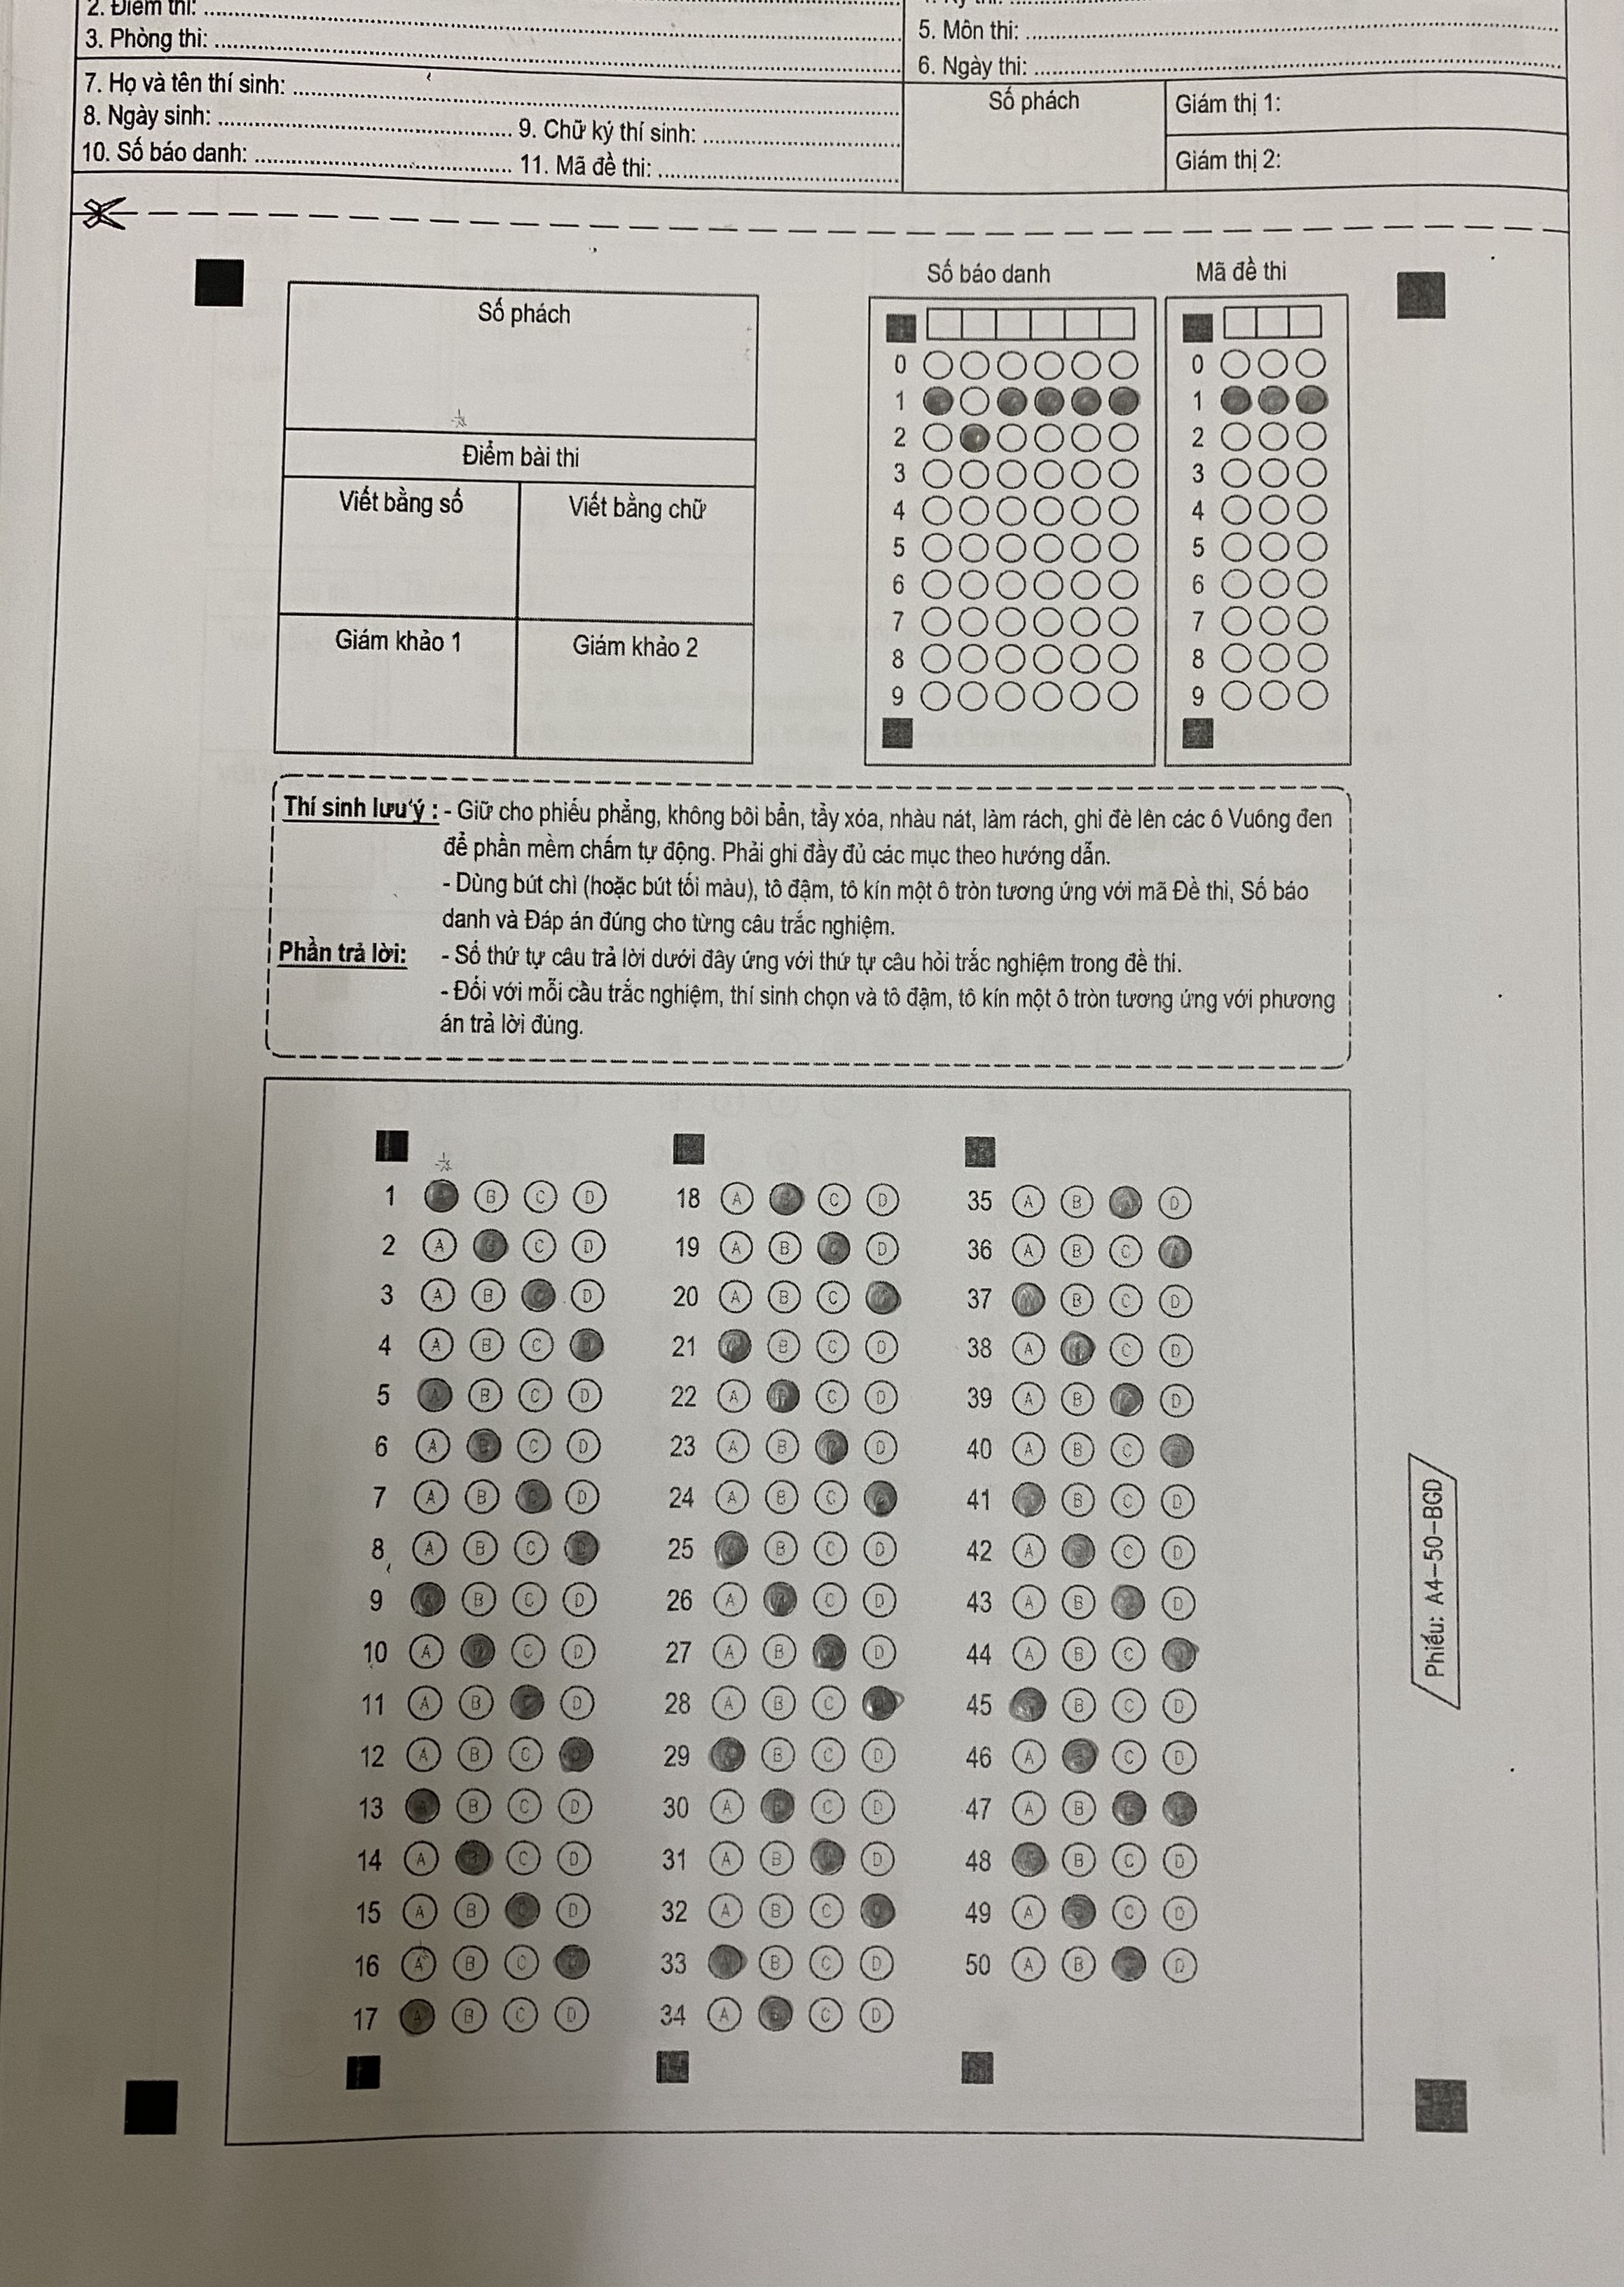 2. Điểm thi:
3. Phòng thi:
5. Môn thi:
6. Ngày thi:
7. Họ và tên thí sinh:
8. Ngày sinh: 9. Chữ ký thí sinh:
10. Số báo danh: 11. Mã đề thi:
Số phách
Giám thị 1:
Giám thị 2:
Số phách
Điểm bài thi
Viết bằng số Viết bằng chữ
Giám khảo 1 Giám khảo 2
Số báo danh Mã đề thi
0 0
1 1
2 2
3 3
4 4
5 5
6 6
7 7
8 8
9 9
Thí sinh lưu ý : - Giữ cho phiếu phẳng, không bôi bẩn, tẩy xóa, nhàu nát, làm rách, ghi đè lên các ô Vuông đen
để phần mềm chấm tự động. Phải ghi đầy đủ các mục theo hướng dẫn.
- Dùng bút chì (hoặc bút tối màu), tô đậm, tô kín một ô tròn tương ứng với mã Đề thi, Số báo
danh và Đáp án đúng cho từng câu trắc nghiệm.
Phần trả lời: - Số thứ tự câu trả lời dưới đây ứng với thứ tự câu hỏi trắc nghiệm trong đề thi.
- Đối với mỗi câu trắc nghiệm, thí sinh chọn và tô đậm, tô kín một ô tròn tương ứng với phương
án trả lời đúng.
1 B C D 18 A C D 35 A B D
2 A C D 19 A B C D 36 A B C
3 A B C D 20 A B C 37 B C D
4 A B C D 21 B C D 38 A C D
5 A B C D 22 A C D 39 A B D
6 A B C D 23 A B D 40 A B C
7 A B D 24 A B C 41 B C D
8 A B C D 25 A B C D 42 A C D
9 A B C D 26 A C D 43 A B D
10 A C D 27 A B D 44 A B C
11 A B D 28 A B C 45 B C D
12 A B C 29 B C D 46 A B C D
13 A B C D 30 A C D 47 A B
14 A B C D 31 A B D 48 A B C D
15 A B D 32 A B C 49 A C D
16 A B C 33 B C D 50 A B D
17 A B C D 34 A B C D
Phiếu: A4-50-BGD